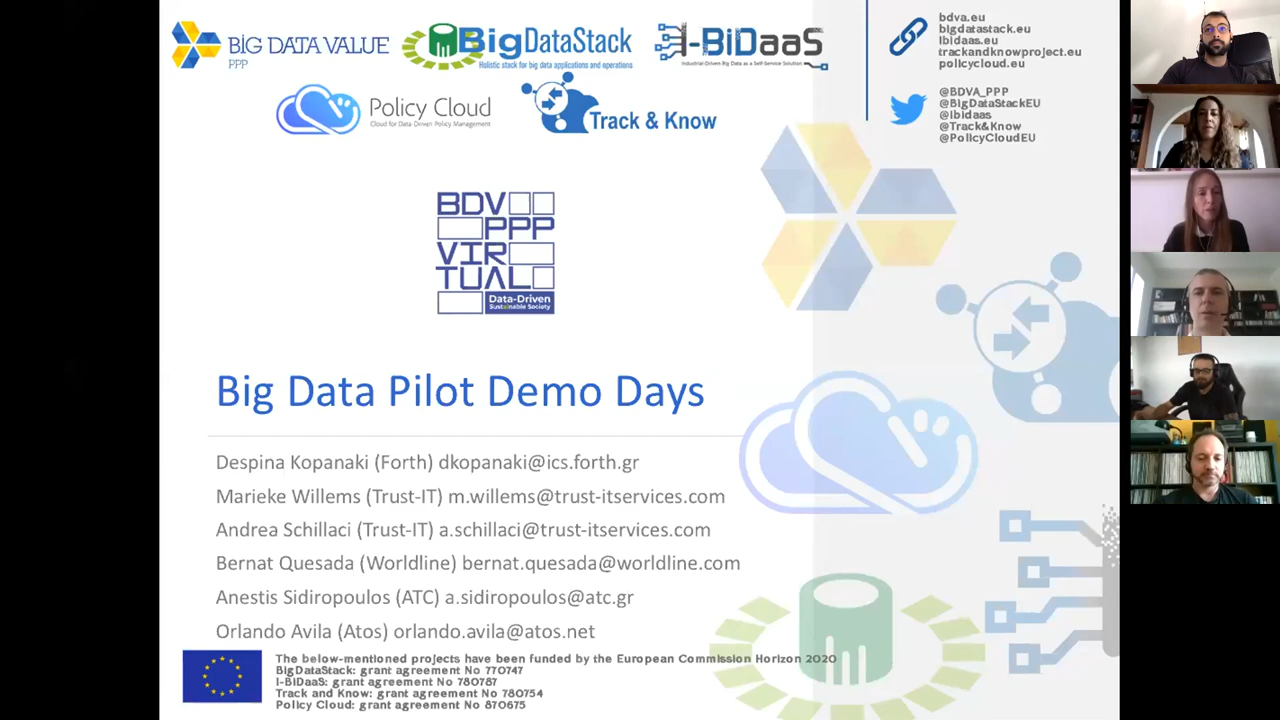 BIG DATA VALUE
PPP
BigDataStack
Holistic stack for big data applications and operations
I-BiDaaS
Industrial-Driven Big Data as a Self-Service Solution
Policy Cloud
Cloud for Data-Driven Policy Management
Track & Know
bdva.eu
bigdatastack.eu
ibidaas.eu
trackandknowproject.eu
policycloud.eu
@BDVA_PPP
@BigDataStackEU
@ibidaas
@Track&Know
@PolicyCloudEU
BDV
PPP
VIR
TUAL
Data-Driven
Sustainable Society
Big Data Pilot Demo Days
Despina Kopanaki (Forth) dkopanaki@ics.forth.gr
Marieke Willems (Trust-IT) m.willems@trust-itservices.com
Andrea Schillaci (Trust-IT) a.schillaci@trust-itservices.com
Bernat Quesada (Worldline) bernat.quesada@worldline.com
Anestis Sidiropoulos (ATC) a.sidiropoulos@atc.gr
Orlando Avila (Atos) orlando.avila@atos.net
The below-mentioned projects have been funded by the European Commission Horizon 2020
BigDataStack: grant agreement No 770747
I-BiDaaS: grant agreement No 780787
Track and Know: grant agreement No 780754
Policy Cloud: grant agreement No 870675